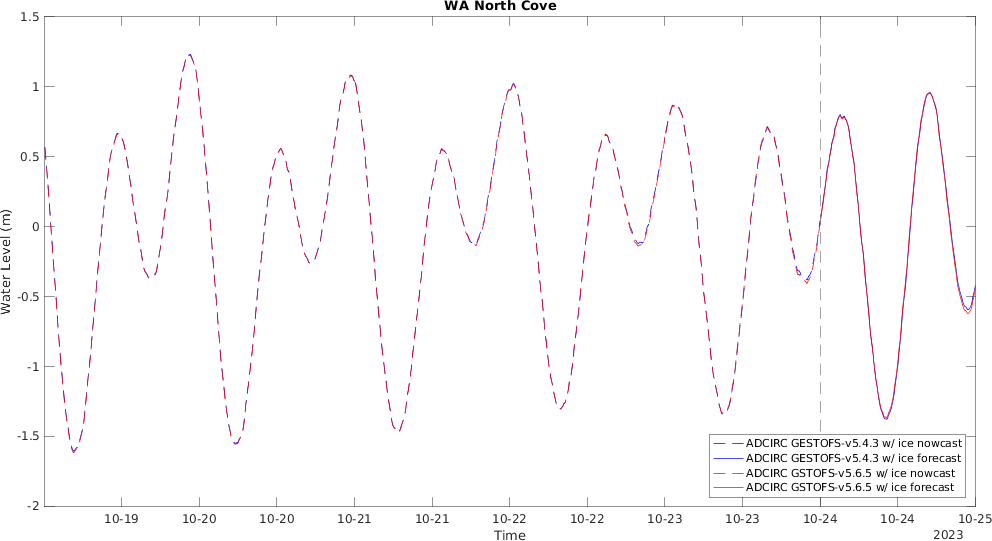 WA North Cove
1.5
1
0.5
0
-0.5
-1
-1.5
-2
Water Level (m)
ADCIRC GESTOFS-v5.4.3 w/ ice nowcast
ADCIRC GESTOFS-v5.4.3 w/ ice forecast
ADCIRC GSTOFS-v5.6.5 w/ ice nowcast
ADCIRC GSTOFS-v5.6.5 w/ ice forecast
10-19 10-20 10-20 10-21 10-21 10-22 10-22 10-23 10-23 10-24 10-24 10-25
Time
2023